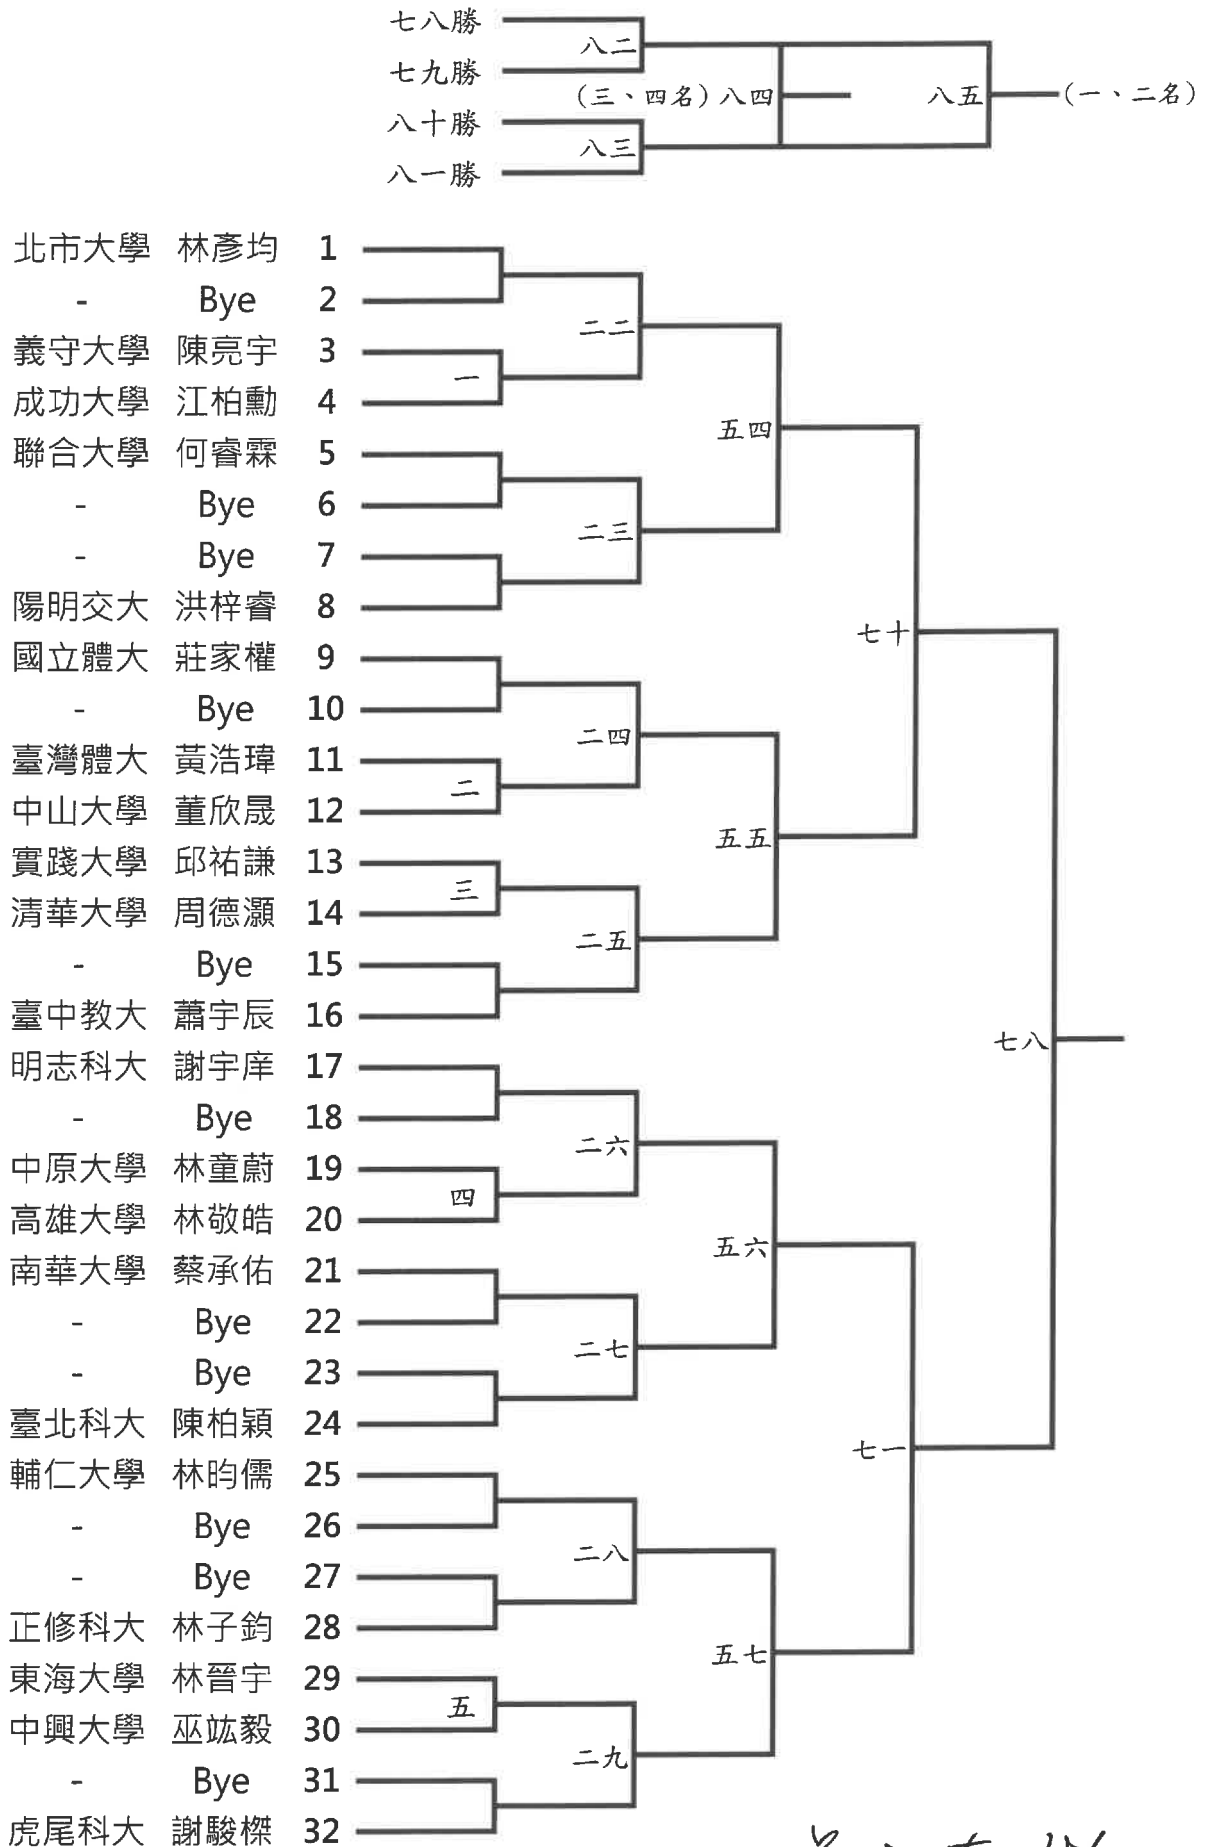 七八勝
八二
七九勝
(三、四名) 八四 八五 (一、二名)
八十勝
八三
八一勝
北市大學 林彥均 1
- Bye 2
二二
義守大學 陳亮宇 3
一
成功大學 江柏勳 4
五四
聯合大學 何睿霖 5
- Bye 6
二三
- Bye 7
陽明交大 洪梓睿 8
七十
國立體大 莊家權 9
- Bye 10
二四
臺灣體大 黃浩瑋 11
二
中山大學 董欣晟 12
五五
實踐大學 邱祐謙 13
三
清華大學 周德灝 14
二五
- Bye 15
臺中教大 蕭宇辰 16
七八
明志科大 謝宇庠 17
- Bye 18
二六
中原大學 林童蔚 19
四
高雄大學 林敬皓 20
五六
南華大學 蔡承佑 21
- Bye 22
二七
- Bye 23
臺北科大 陳柏穎 24
七一
輔仁大學 林昀儒 25
- Bye 26
二八
- Bye 27
正修科大 林子鈞 28
五七
東海大學 林晉宇 29
五
中興大學 巫竑毅 30
二九
- Bye 31
虎尾科大 謝駿榤 32